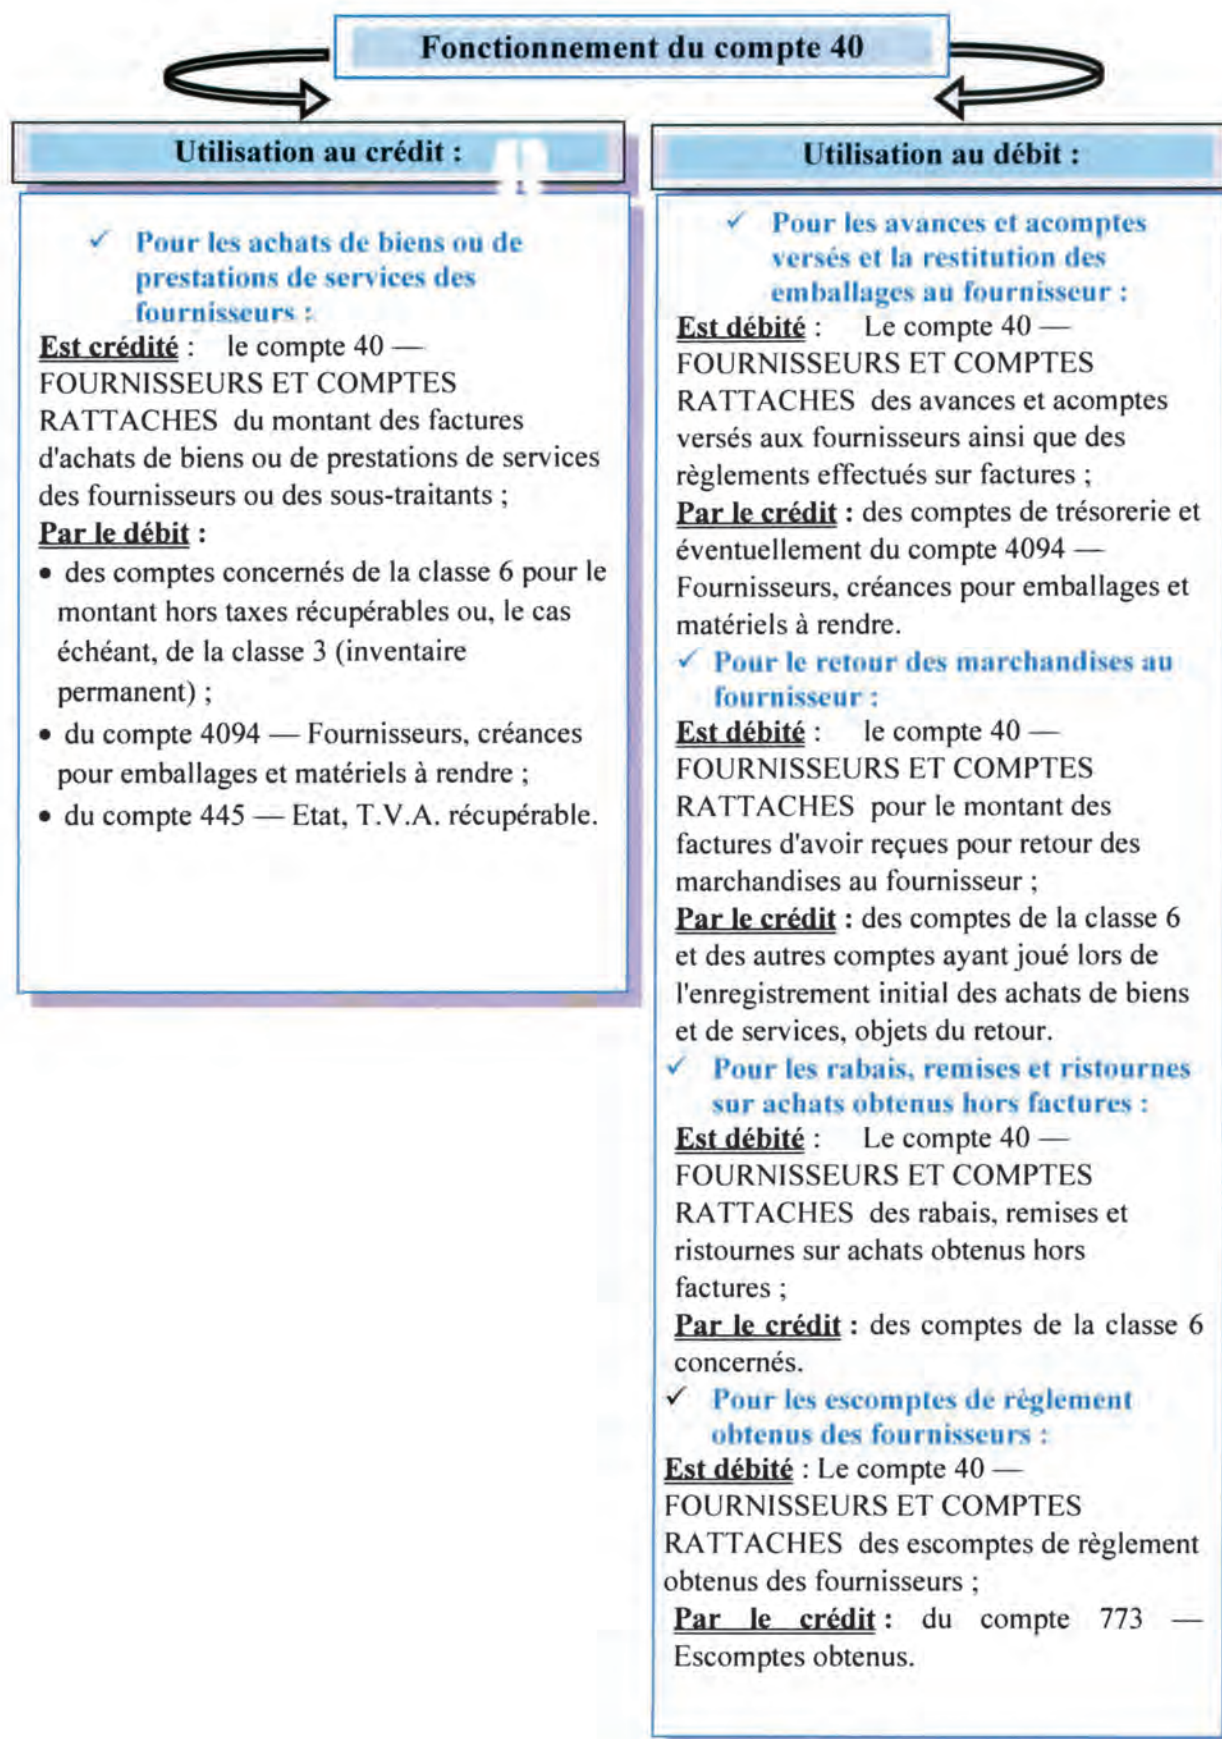 Fonctionnement du compte 40
Utilisation au crédit :
✓ Pour les achats de biens ou de
prestations de services des
fournisseurs :
Est crédité : le compte 40 —
FOURNISSEURS ET COMPTES
RATTACHES du montant des factures
d'achats de biens ou de prestations de services
des fournisseurs ou des sous-traitants ;
Par le débit :
• des comptes concernés de la classe 6 pour le
montant hors taxes récupérables ou, le cas
échéant, de la classe 3 (inventaire
permanent) ;
• du compte 4094 — Fournisseurs, créances
pour emballages et matériels à rendre ;
• du compte 445 — Etat, T.V.A. récupérable.
Utilisation au débit :
✓ Pour les avances et acomptes
versés et la restitution des
emballages au fournisseur :
Est débité : Le compte 40 —
FOURNISSEURS ET COMPTES
RATTACHES des avances et acomptes
versés aux fournisseurs ainsi que des
règlements effectués sur factures ;
Par le crédit : des comptes de trésorerie et
éventuellement du compte 4094 —
Fournisseurs, créances pour emballages et
matériels à rendre.
✓ Pour le retour des marchandises au
fournisseur :
Est débité : le compte 40 —
FOURNISSEURS ET COMPTES
RATTACHES pour le montant des
factures d'avoir reçues pour retour des
marchandises au fournisseur ;
Par le crédit : des comptes de la classe 6
et des autres comptes ayant joué lors de
l'enregistrement initial des achats de biens
et de services, objets du retour.
✓ Pour les rabais, remises et ristournes
sur achats obtenus hors factures :
Est débité : Le compte 40 —
FOURNISSEURS ET COMPTES
RATTACHES des rabais, remises et
ristournes sur achats obtenus hors
factures ;
Par le crédit : des comptes de la classe 6
concernés.
✓ Pour les escomptes de règlement
obtenus des fournisseurs :
Est débité : Le compte 40 —
FOURNISSEURS ET COMPTES
RATTACHES des escomptes de règlement
obtenus des fournisseurs ;
Par le crédit : du compte 773 —
Escomptes obtenus.